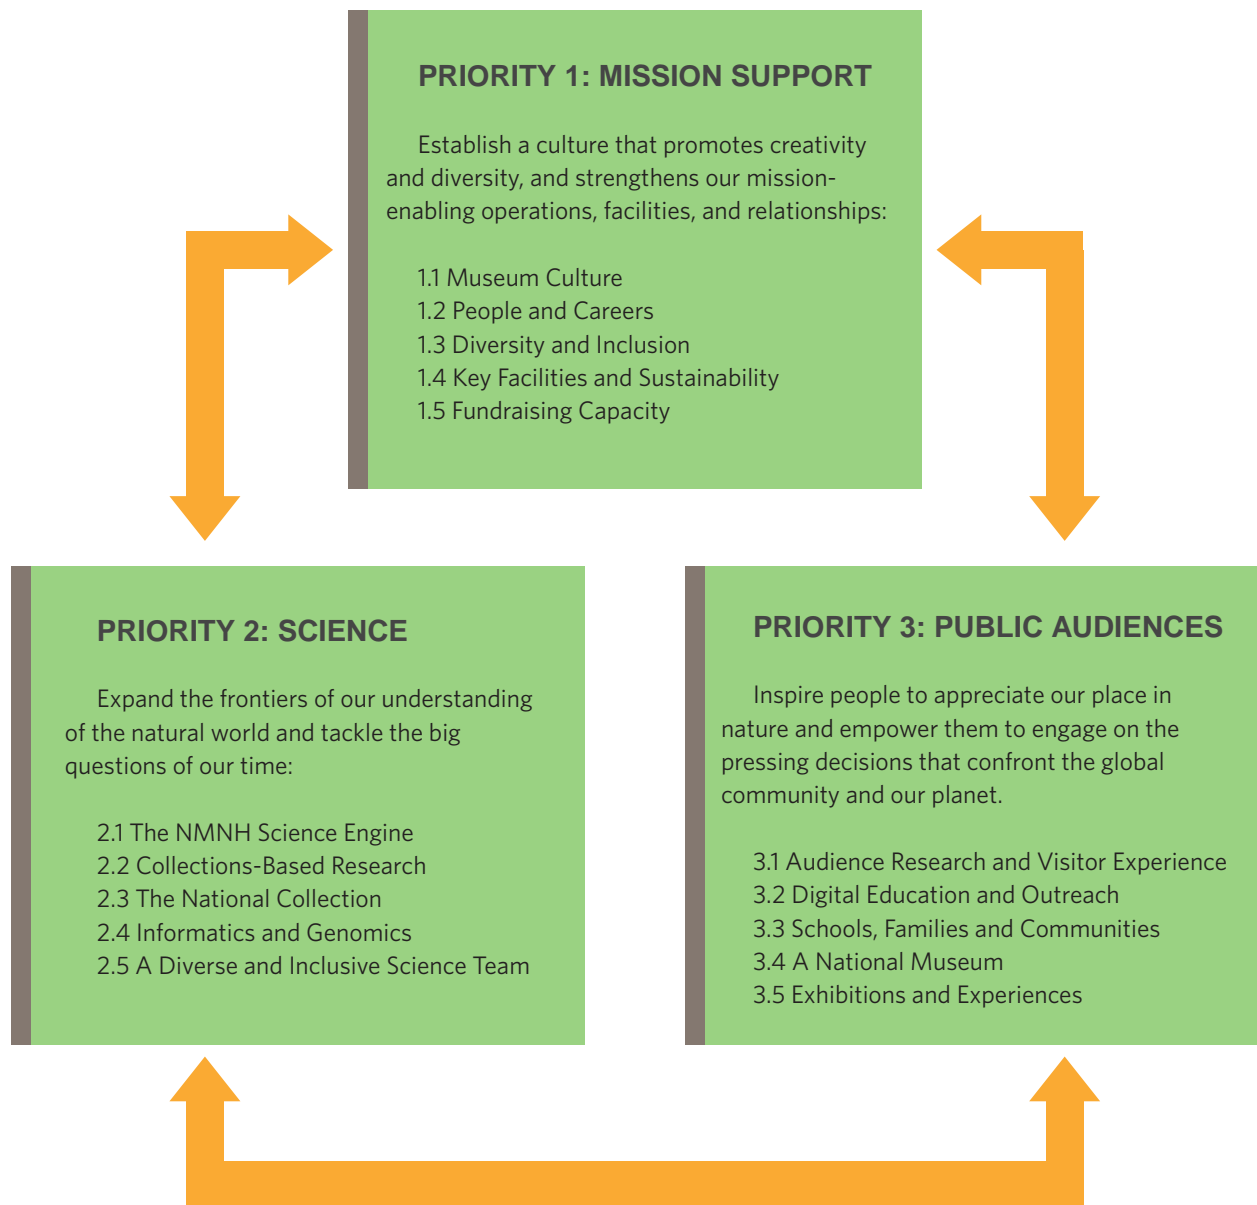 PRIORITY 1: MISSION SUPPORT
Establish a culture that promotes creativity
and diversity, and strengthens our mission-
enabling operations, facilities, and relationships:
1.1 Museum Culture
1.2 People and Careers
1.3 Diversity and Inclusion
1.4 Key Facilities and Sustainability
1.5 Fundraising Capacity
PRIORITY 2: SCIENCE
Expand the frontiers of our understanding
of the natural world and tackle the big
questions of our time:
2.1 The NMNH Science Engine
2.2 Collections-Based Research
2.3 The National Collection
2.4 Informatics and Genomics
2.5 A Diverse and Inclusive Science Team
PRIORITY 3: PUBLIC AUDIENCES
Inspire people to appreciate our place in
nature and empower them to engage on the
pressing decisions that confront the global
community and our planet.
3.1 Audience Research and Visitor Experience
3.2 Digital Education and Outreach
3.3 Schools, Families and Communities
3.4 A National Museum
3.5 Exhibitions and Experiences